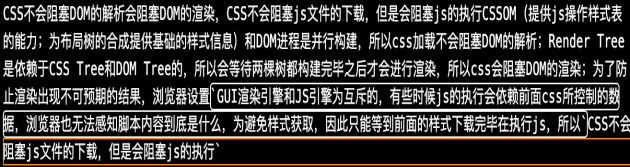 CSS不会阻塞DOM的解析会阻塞DOM的渲染，CSS不会阻塞js文件的下载，但是会阻塞js的执行CSSOM（提供js操作样式表
的能力；为布局树的合成提供基础的样式信息）和DOM进程是并行构建，所以css加载不会阻塞DOM的解析；Render Tree
是依赖于CSS Tree和DOM Tree的，所以会等待两棵树都构建完毕之后才会进行渲染，所以css会阻塞DOM的渲染；为了防
止渲染出现不可预期的结果，浏览器设置`GUI渲染引擎和JS引擎为互斥的，有些时候js的执行会依赖前面css所控制的数
据，浏览器也无法感知脚本内容到底是什么，为避免样式获取，因此只能等到前面的样式下载完毕在执行js，所以`CSS不会
阻塞js文件的下载，但是会阻塞js的执行`